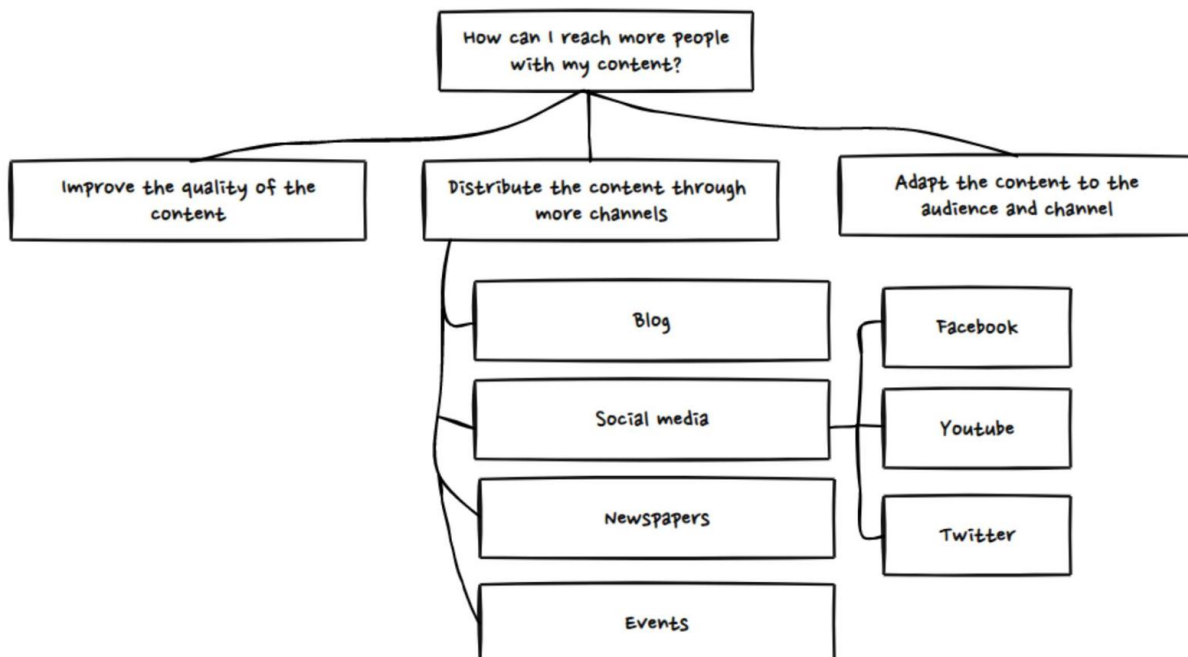 How can I reach more people
with my content?
Improve the quality of the
content
Distribute the content through
more channels
Adapt the content to the
audience and channel
Blog
Social media
Newspapers
Events
Facebook
Youtube
Twitter